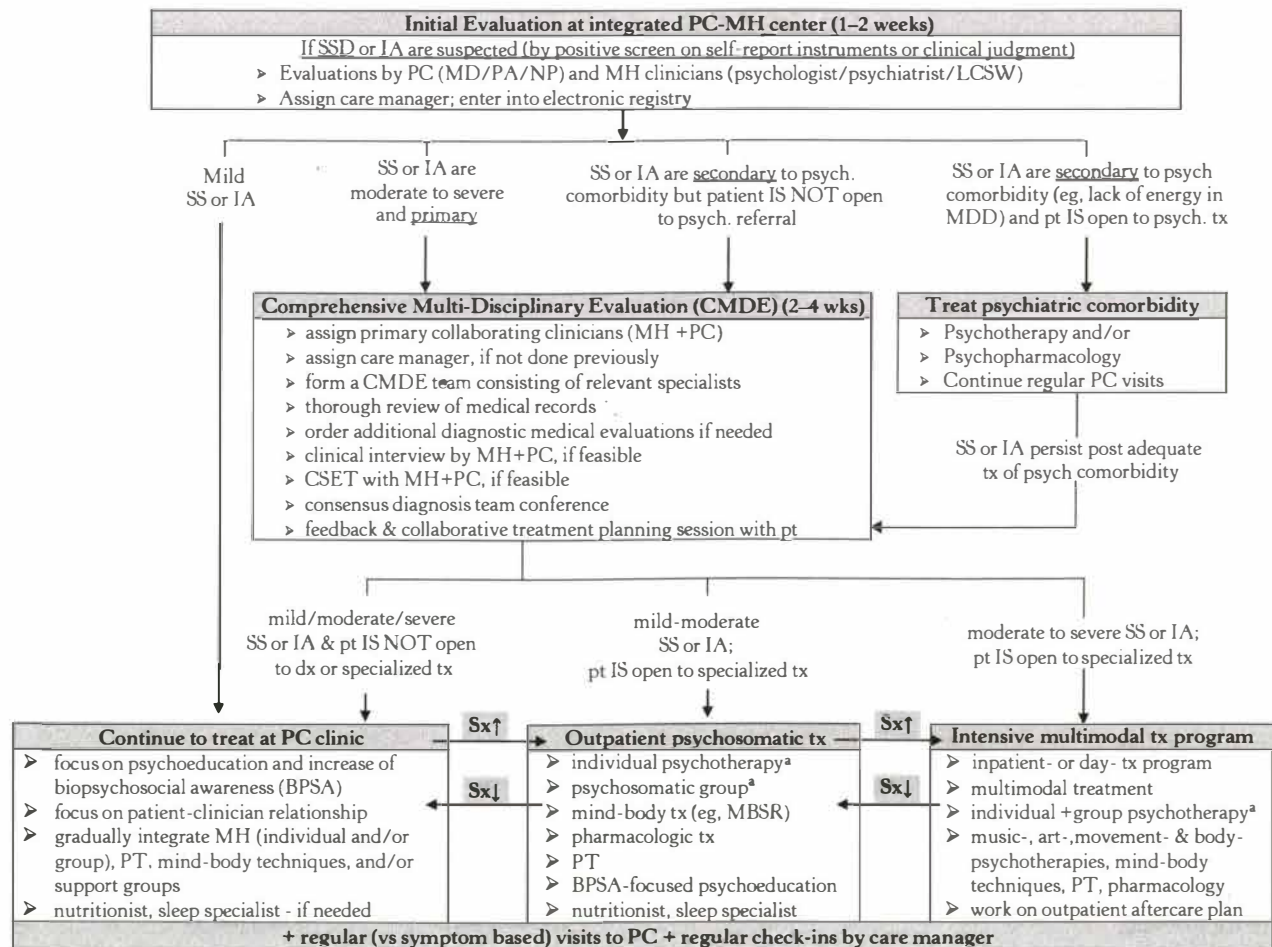 Initial Evaluation at integrated PC-MH center (1–2 weeks)
If SSD or IA are suspected (by positive screen on self-report instruments or clinical judgment)
➢ Evaluations by PC (MD/PA/NP) and MH clinicians (psychologist/psychiatrist/LCSW)
➢ Assign care manager; enter into electronic registry
Mild
SS or IA
SS or IA are
moderate to severe
and primary
SS or IA are secondary to psych.
comorbidity but patient IS NOT open
to psych. referral
SS or IA are secondary to psych
comorbidity (eg, lack of energy in
MDD) and pt IS open to psych. tx
Comprehensive Multi-Disciplinary Evaluation (CMDE) (2–4 wks)
➢ assign primary collaborating clinicians (MH +PC)
➢ assign care manager, if not done previously
➢ form a CMDE team consisting of relevant specialists
➢ thorough review of medical records
➢ order additional diagnostic medical evaluations if needed
➢ clinical interview by MH+PC, if feasible
➢ CSET with MH+PC, if feasible
➢ consensus diagnosis team conference
➢ feedback & collaborative treatment planning session with pt
Treat psychiatric comorbidity
➢ Psychotherapy and/or
➢ Psychopharmacology
➢ Continue regular PC visits
SS or IA persist post adequate
tx of psych comorbidity
mild/moderate/severe
SS or IA & pt IS NOT open
to dx or specialized tx
mild-moderate
SS or IA;
pt IS open to specialized tx
moderate to severe SS or IA;
pt IS open to specialized tx
Continue to treat at PC clinic
➢ focus on psychoeducation and increase of
biopsychosocial awareness (BPSA)
➢ focus on patient-clinician relationship
➢ gradually integrate MH (individual and/or
group), PT, mind-body techniques, and/or
support groups
➢ nutritionist, sleep specialist - if needed
Sx↑
Sx↓
Outpatient psychosomatic tx
➢ individual psychotherapyᵃ
➢ psychosomatic groupᵃ
➢ mind-body tx (eg, MBSR)
➢ pharmacologic tx
➢ PT
➢ BPSA-focused psychoeducation
➢ nutritionist, sleep specialist
Sx↑
Sx↓
Intensive multimodal tx program
➢ inpatient- or day- tx program
➢ multimodal treatment
➢ individual +group psychotherapyᵃ
➢ music-, art-,movement- & body-
psychotherapies, mind-body
techniques, PT, pharmacology
➢ work on outpatient aftercare plan
+ regular (vs symptom based) visits to PC + regular check-ins by care manager